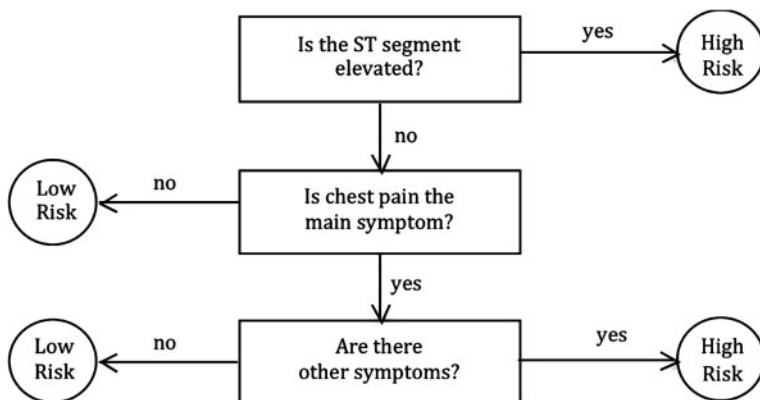 Is the ST segment
elevated?
yes
High
Risk
no
Low
Risk
no
Is chest pain the
main symptom?
yes
Low
Risk
no
Are there
other symptoms?
yes
High
Risk